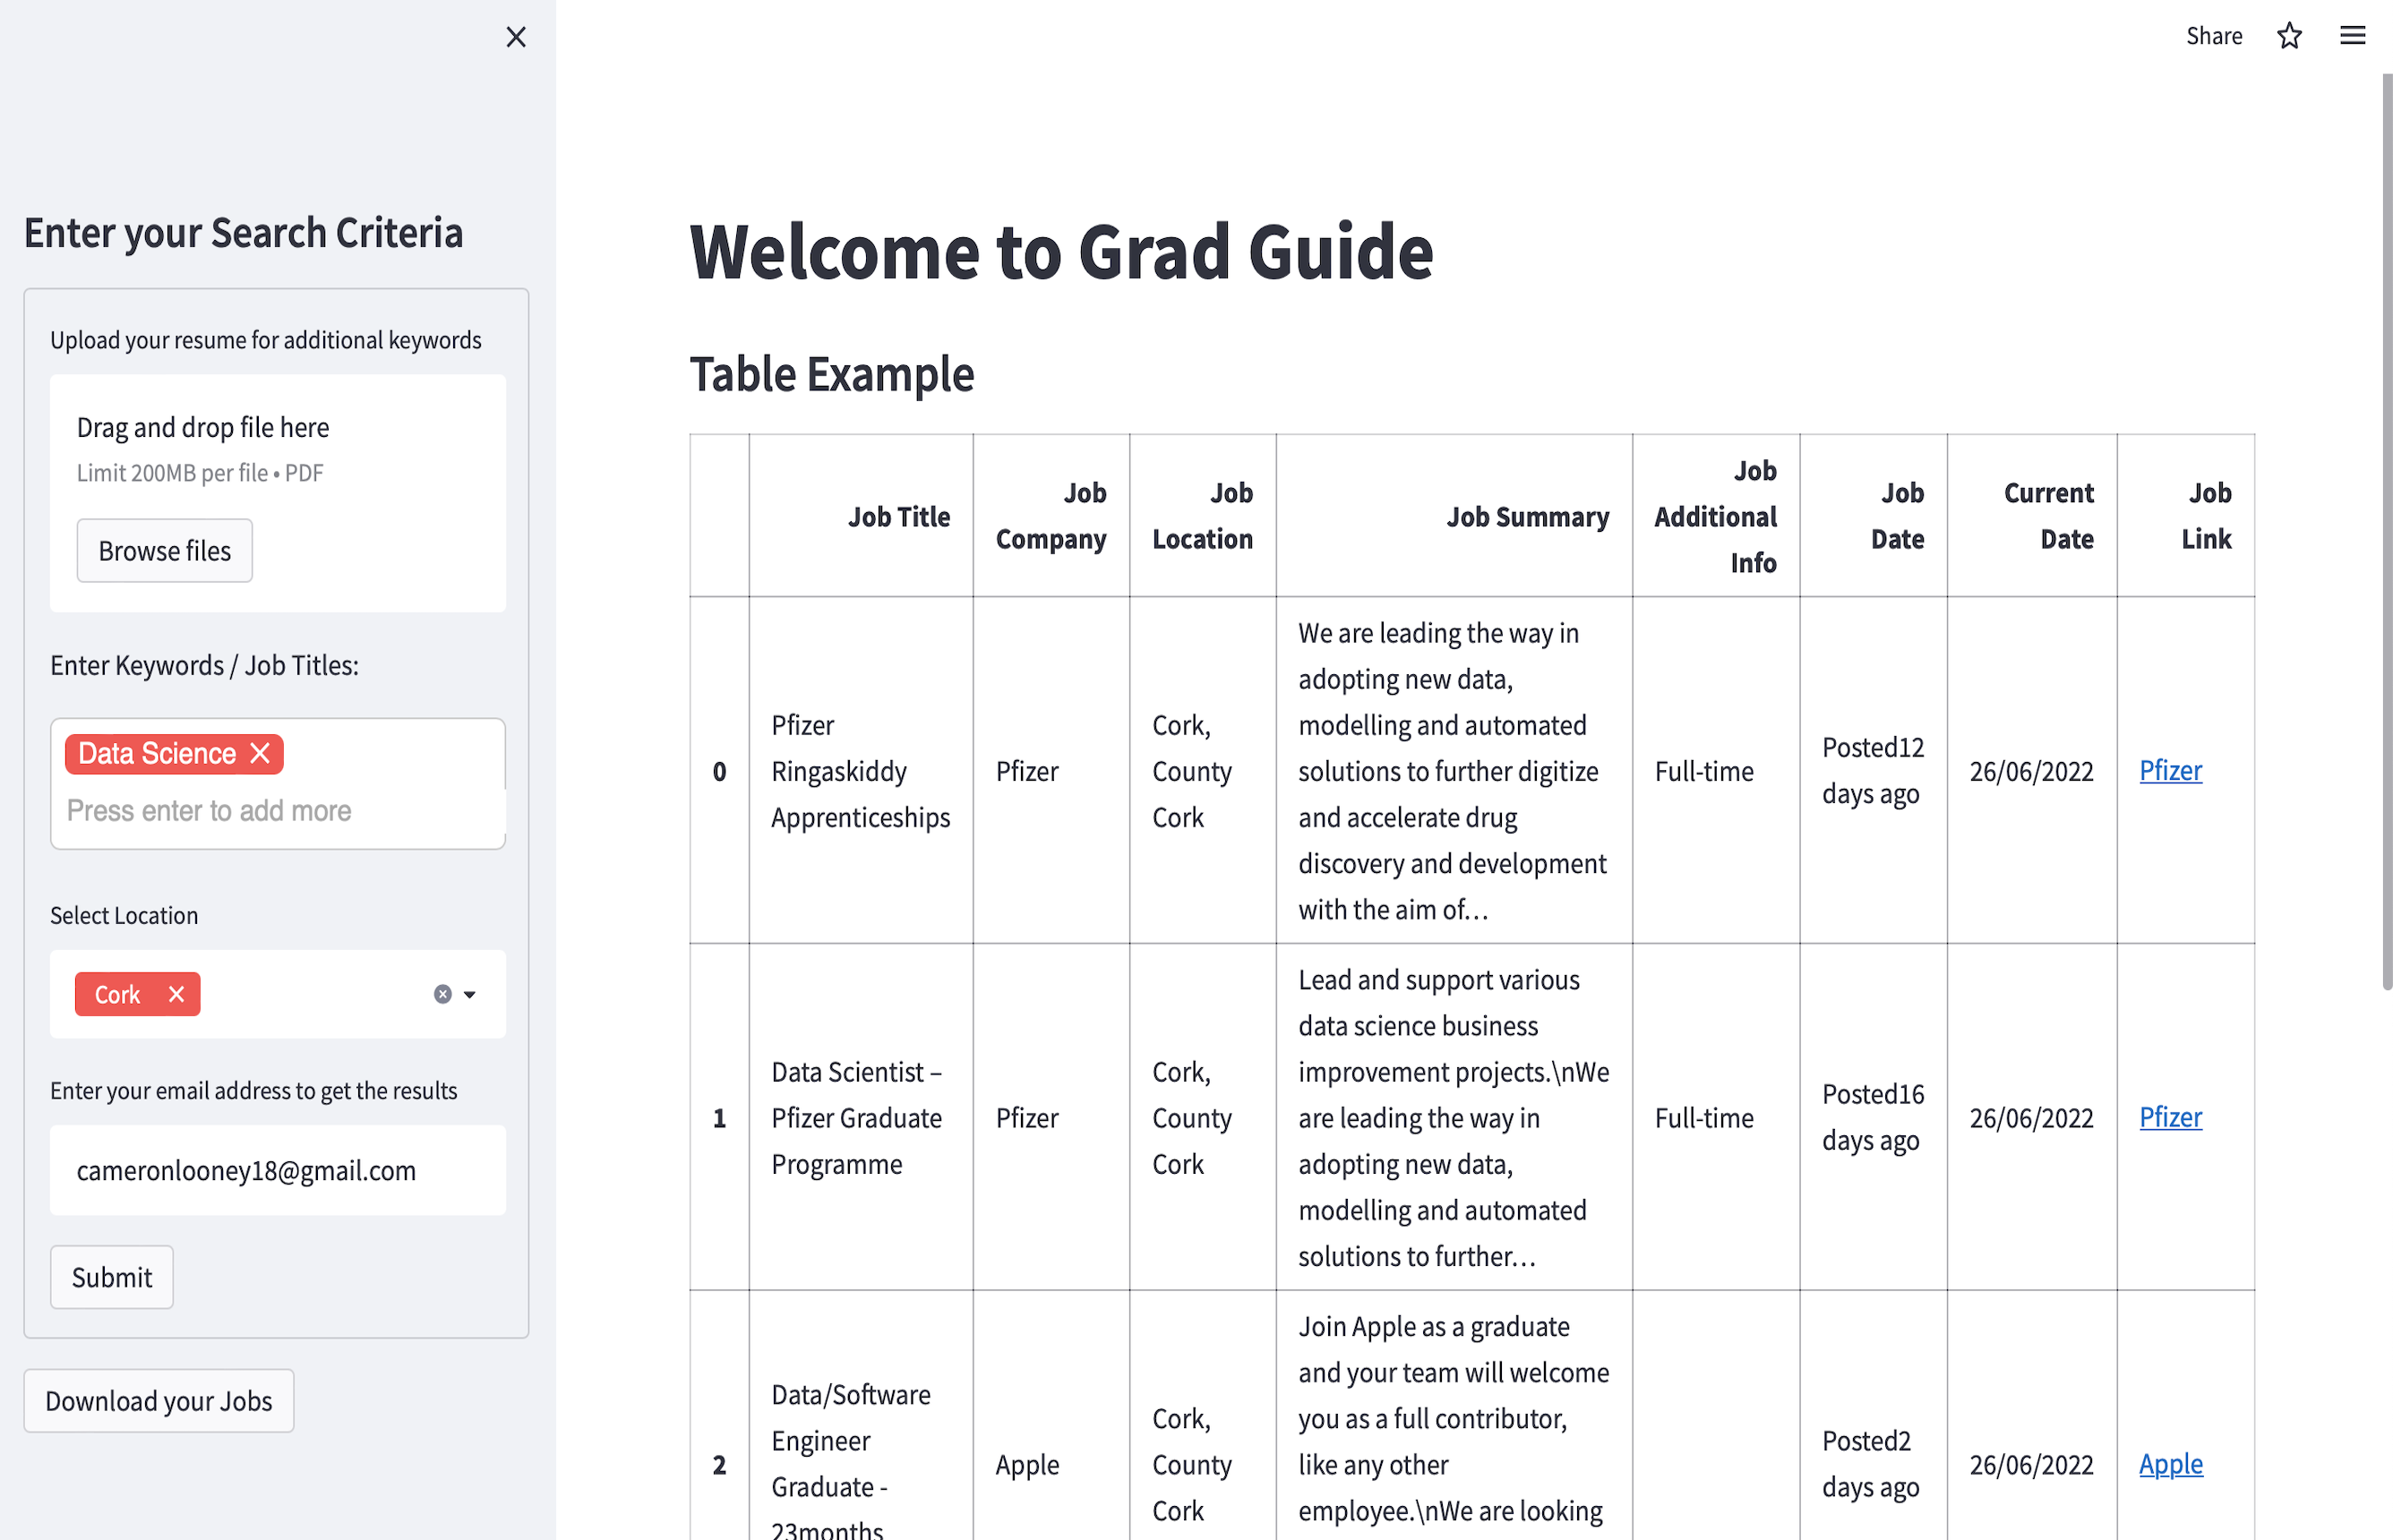 Share
Enter your Search Criteria
Upload your resume for additional keywords
Drag and drop file here
Limit 200MB per file • PDF
Browse files
Enter Keywords / Job Titles:
Data Science
Press enter to add more
Select Location
Cork
Enter your email address to get the results
cameronlooney18@gmail.com
Submit
Download your Jobs
Welcome to Grad Guide
Table Example
Job Title
Job
Company
Job
Location
Job Summary
Job
Additional
Info
Job
Date
Current
Date
Job
Link
0
Pfizer
Ringaskiddy
Apprenticeships
Pfizer
Cork,
County
Cork
We are leading the way in
adopting new data,
modelling and automated
solutions to further digitize
and accelerate drug
discovery and development
with the aim of…
Full-time
Posted12
days ago
26/06/2022
Pfizer
1
Data Scientist –
Pfizer Graduate
Programme
Pfizer
Cork,
County
Cork
Lead and support various
data science business
improvement projects.\nWe
are leading the way in
adopting new data,
modelling and automated
solutions to further…
Full-time
Posted16
days ago
26/06/2022
Pfizer
2
Data/Software
Engineer
Graduate -
23months
Apple
Cork,
County
Cork
Join Apple as a graduate
and your team will welcome
you as a full contributor,
like any other
employee.\nWe are looking
Posted2
days ago
26/06/2022
Apple